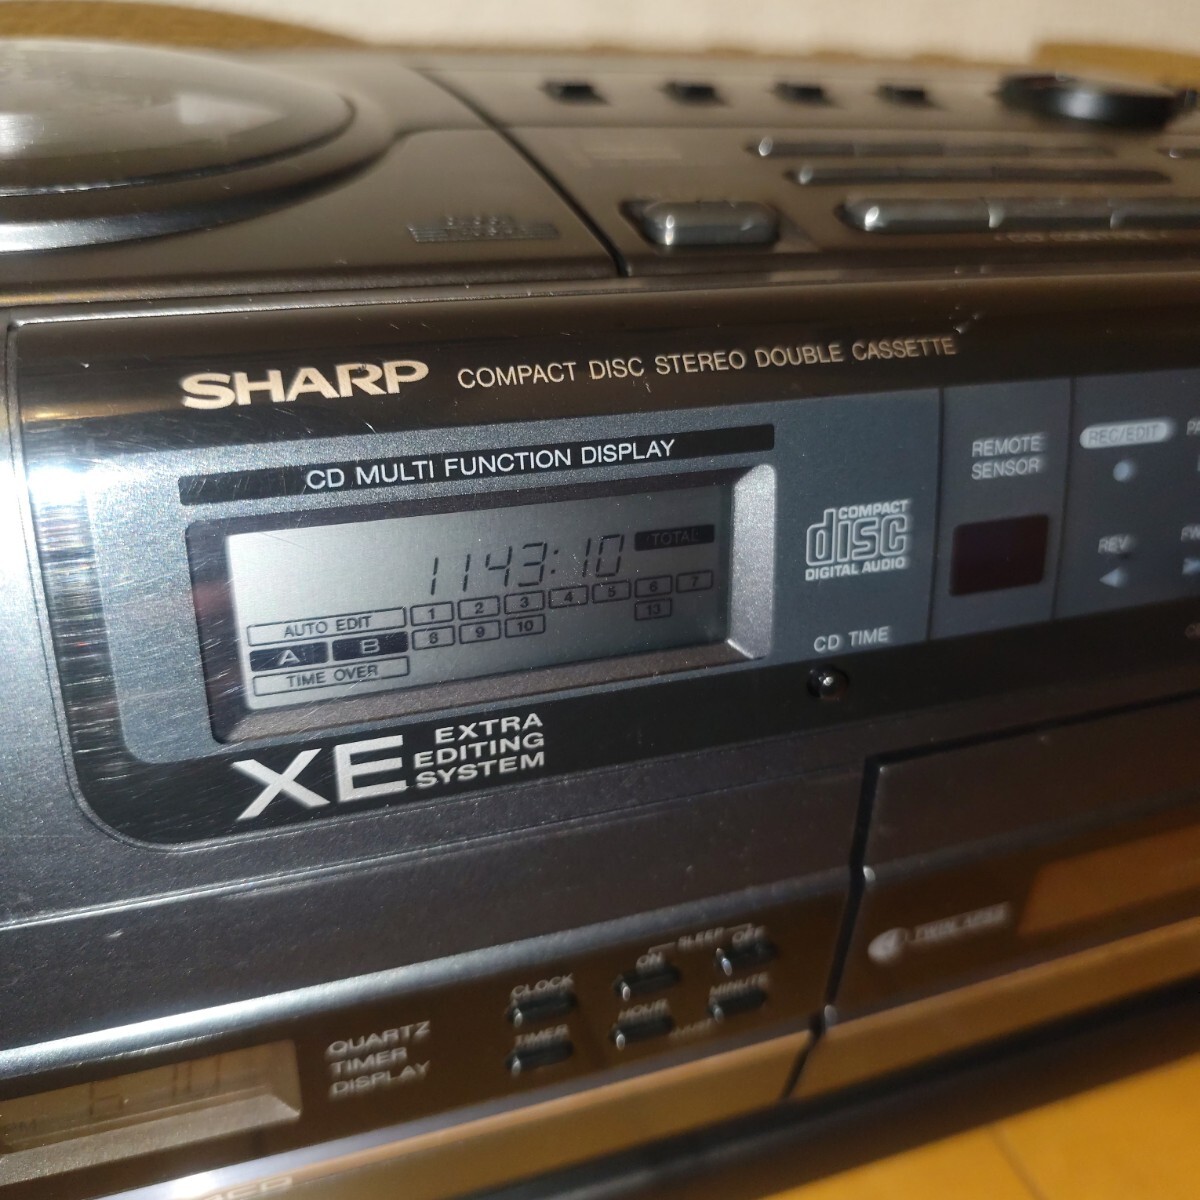 CD CONTROL
SHARP COMPACT DISC STEREO DOUBLE CASSETTE
CD MULTI FUNCTION DISPLAY
1143:10 TOTAL
AUTO EDIT
A B
TIME OVER
1 2 3 4 5 6 7
8 9 10 13
COMPACT
disc
DIGITAL AUDIO
REMOTE
SENSOR
REC/EDIT
REV
CD TIME
XE EXTRA
EDITING
SYSTEM
SLEEP
ON OFF
CLOCK
HOUR MINUTE
TIMER
QUARTZ
TIMER
DISPLAY